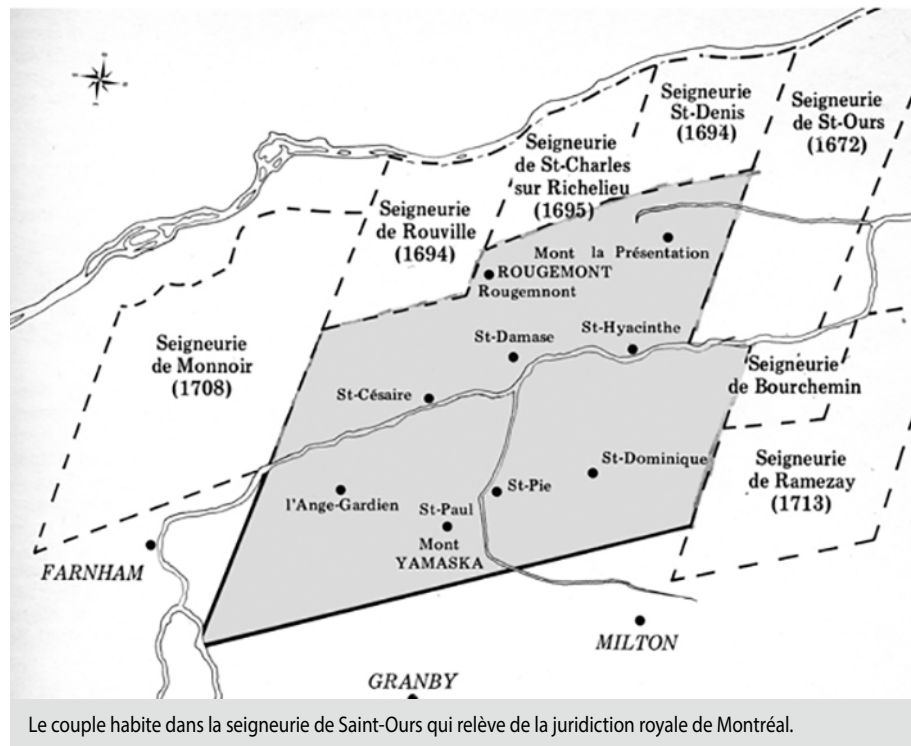 Seigneurie
St-Denis
(1694)
Seigneurie
de St-Ours
(1672)
Seigneurie
de St-Charles
sur Richelieu
(1695)
Seigneurie
de Rouville
(1694)
Mont la Présentation
ROUGEMONT
Rougemnont
Seigneurie
de Monnoir
(1708)
St-Damase
St-Hyacinthe
Seigneurie
de Bourchemin
St-Césaire
St-Dominique
Seigneurie
de Ramezay
(1713)
l'Ange-Gardien
St-Pie
St-Paul
Mont
YAMASKA
FARNHAM
MILTON
GRANBY
Le couple habite dans la seigneurie de Saint-Ours qui relève de la juridiction royale de Montréal.